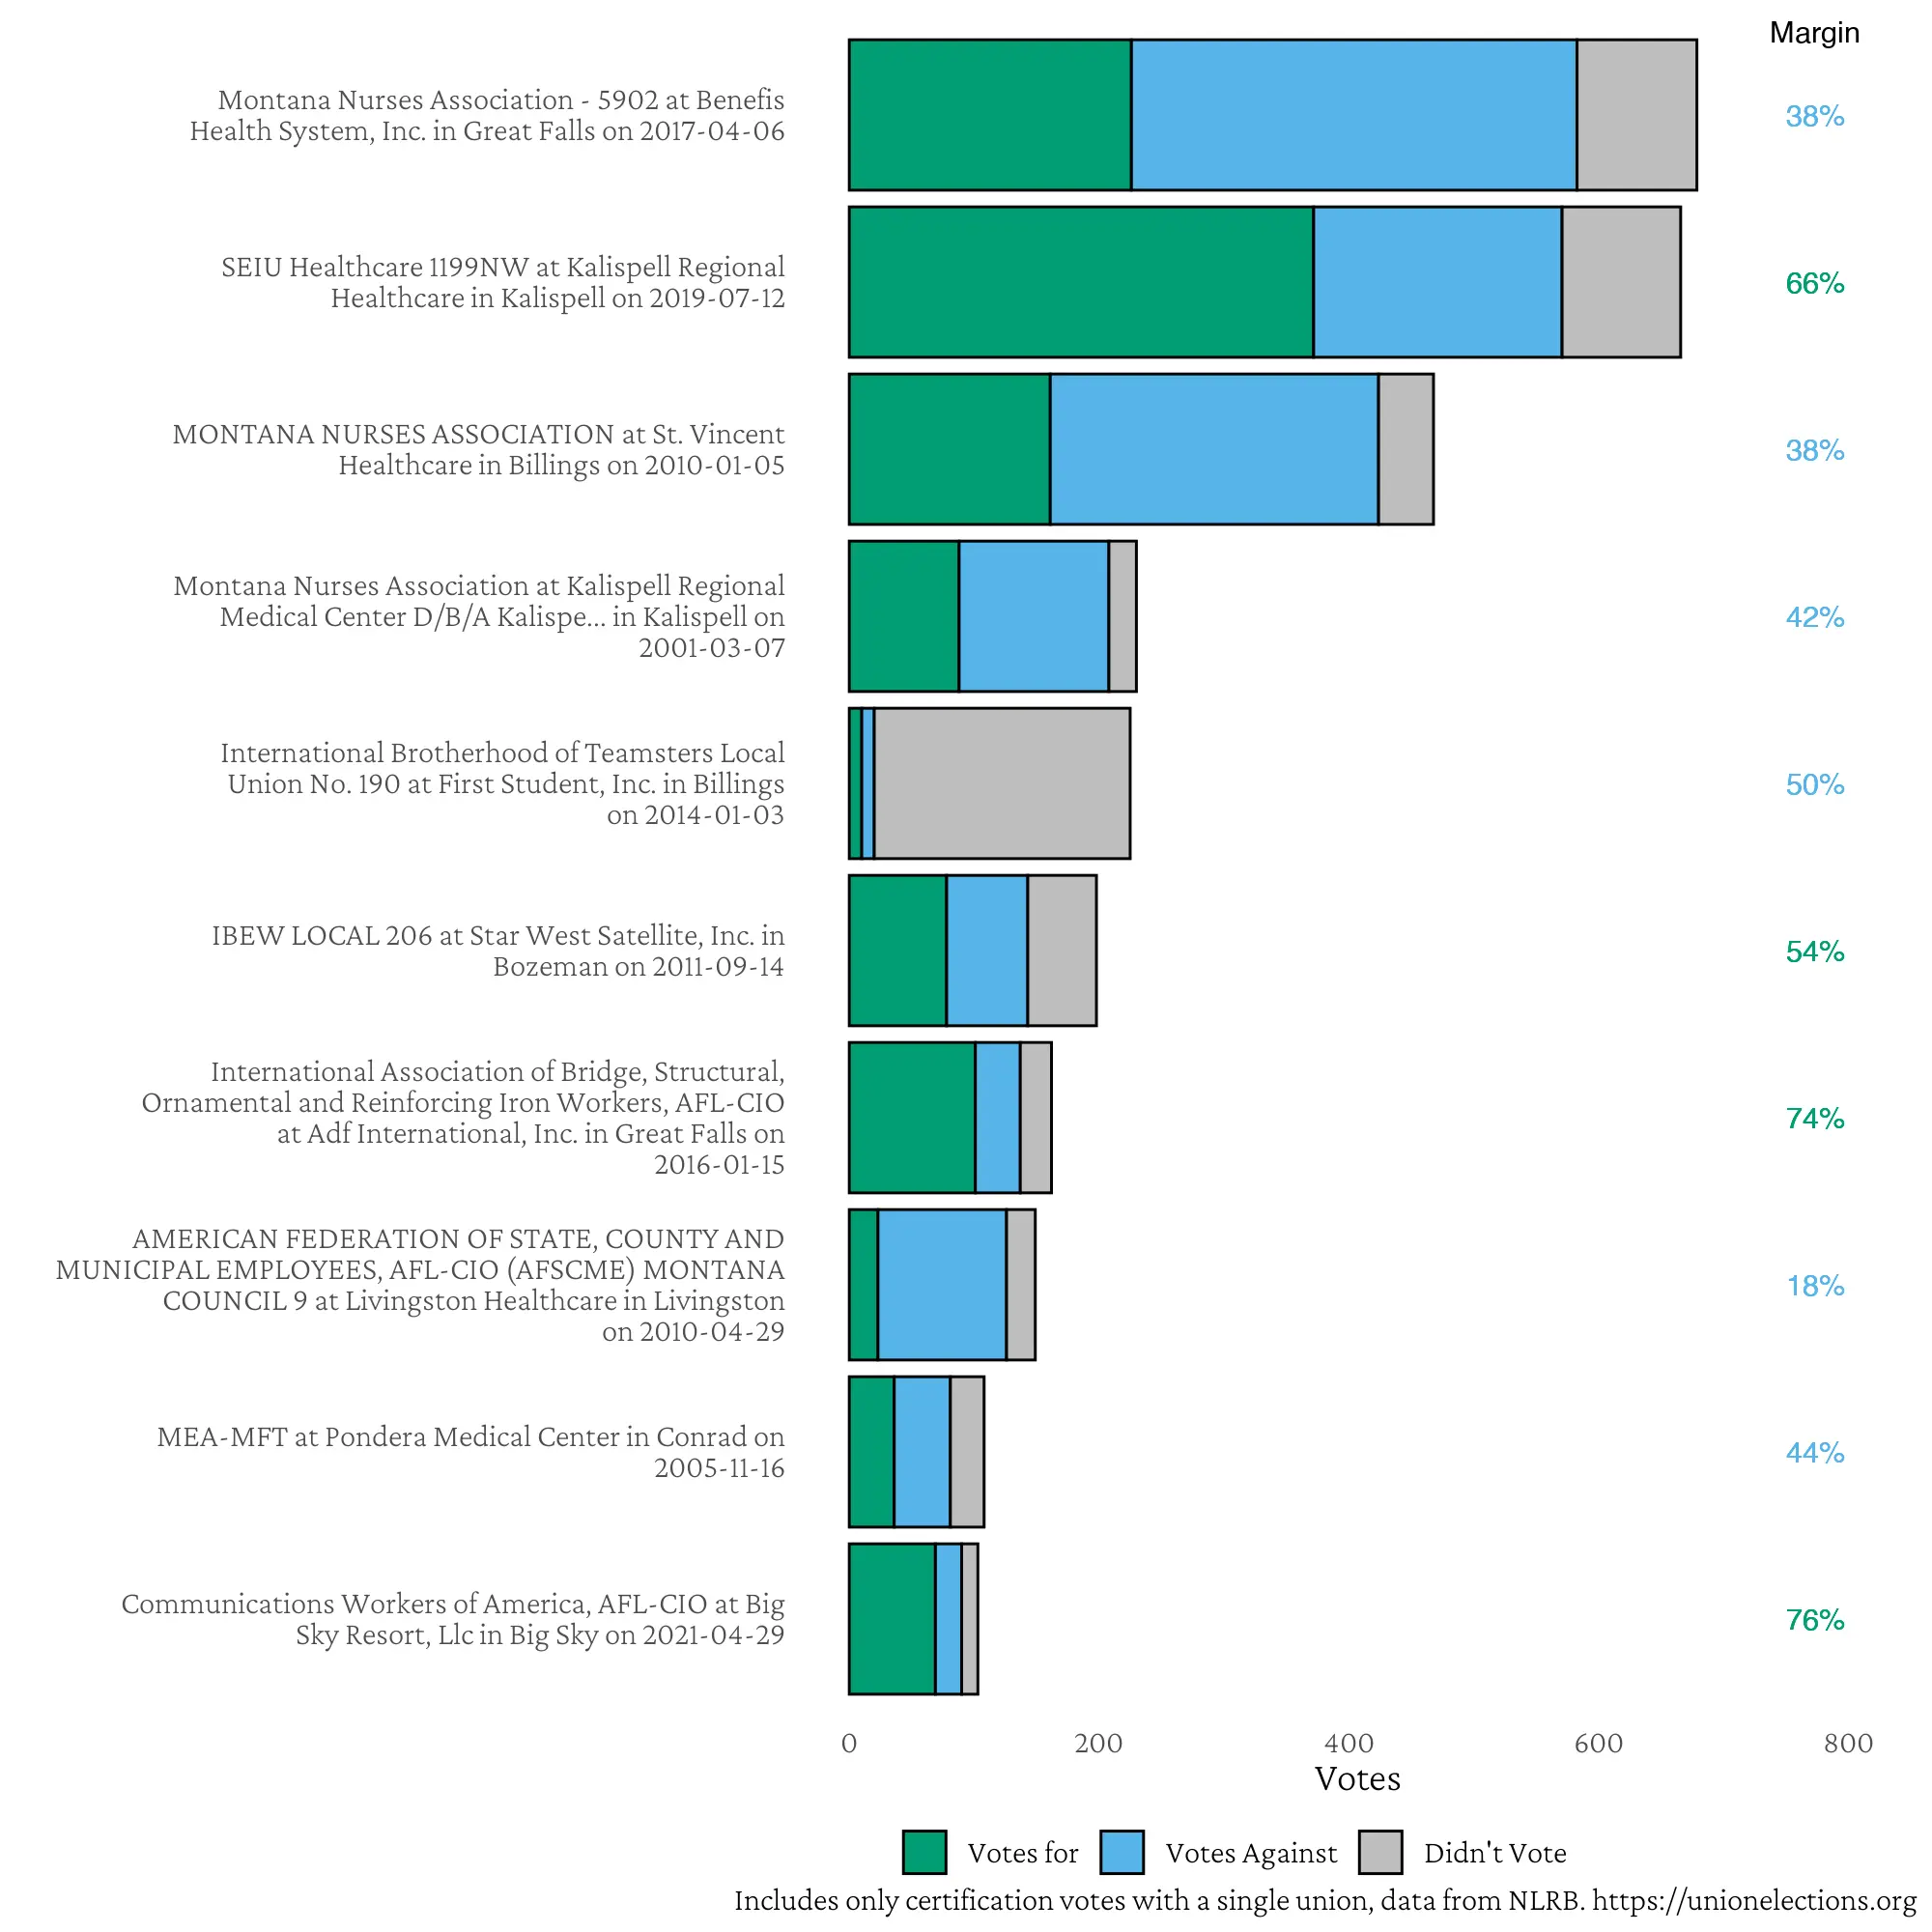 Margin
Montana Nurses Association - 5902 at Benefis
Health System, Inc. in Great Falls on 2017-04-06
38%
SEIU Healthcare 1199NW at Kalispell Regional
Healthcare in Kalispell on 2019-07-12
66%
MONTANA NURSES ASSOCIATION at St. Vincent
Healthcare in Billings on 2010-01-05
38%
Montana Nurses Association at Kalispell Regional
Medical Center D/B/A Kalispe... in Kalispell on
2001-03-07
42%
International Brotherhood of Teamsters Local
Union No. 190 at First Student, Inc. in Billings
on 2014-01-03
50%
IBEW LOCAL 206 at Star West Satellite, Inc. in
Bozeman on 2011-09-14
54%
International Association of Bridge, Structural,
Ornamental and Reinforcing Iron Workers, AFL-CIO
at Adf International, Inc. in Great Falls on
2016-01-15
74%
AMERICAN FEDERATION OF STATE, COUNTY AND
MUNICIPAL EMPLOYEES, AFL-CIO (AFSCME) MONTANA
COUNCIL 9 at Livingston Healthcare in Livingston
on 2010-04-29
18%
MEA-MFT at Pondera Medical Center in Conrad on
2005-11-16
44%
Communications Workers of America, AFL-CIO at Big
Sky Resort, Llc in Big Sky on 2021-04-29
76%
0 200 400 600 800
Votes
Votes for Votes Against Didn't Vote
Includes only certification votes with a single union, data from NLRB. https://unionelections.org